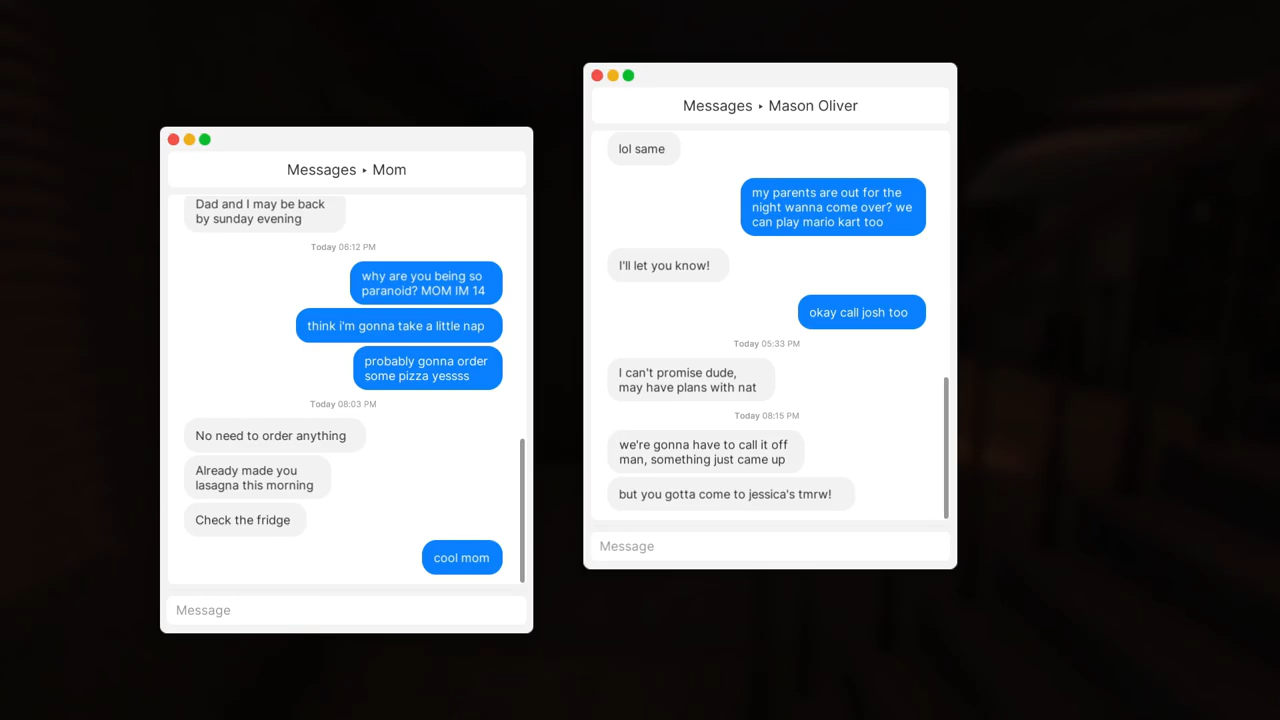 Messages ▸ Mom
Dad and I may be back
by sunday evening
Today 06:12 PM
why are you being so
paranoid? MOM IM 14
think i'm gonna take a little nap
probably gonna order
some pizza yessss
Today 08:03 PM
No need to order anything
Already made you
lasagna this morning
Check the fridge
cool mom
Message
Messages ▸ Mason Oliver
lol same
my parents are out for the
night wanna come over? we
can play mario kart too
I'll let you know!
okay call josh too
Today 05:33 PM
I can't promise dude,
may have plans with nat
Today 08:15 PM
we're gonna have to call it off
man, something just came up
but you gotta come to jessica's tmrw!
Message